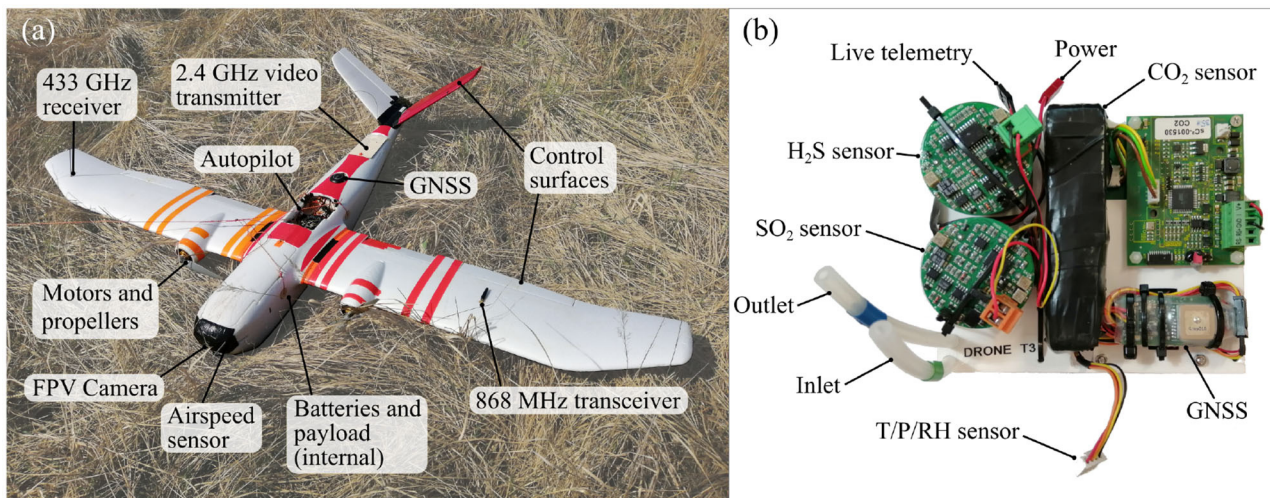 (a)
433 GHz
receiver
2.4 GHz video
transmitter
Autopilot
GNSS
Control
surfaces
Motors and
propellers
FPV Camera
Airspeed
sensor
Batteries and
payload
(internal)
868 MHz transceiver
(b)
Live telemetry
Power
CO₂ sensor
H₂S sensor
SO₂ sensor
Outlet
Inlet
T/P/RH sensor
GNSS
CO2
DRONE T3